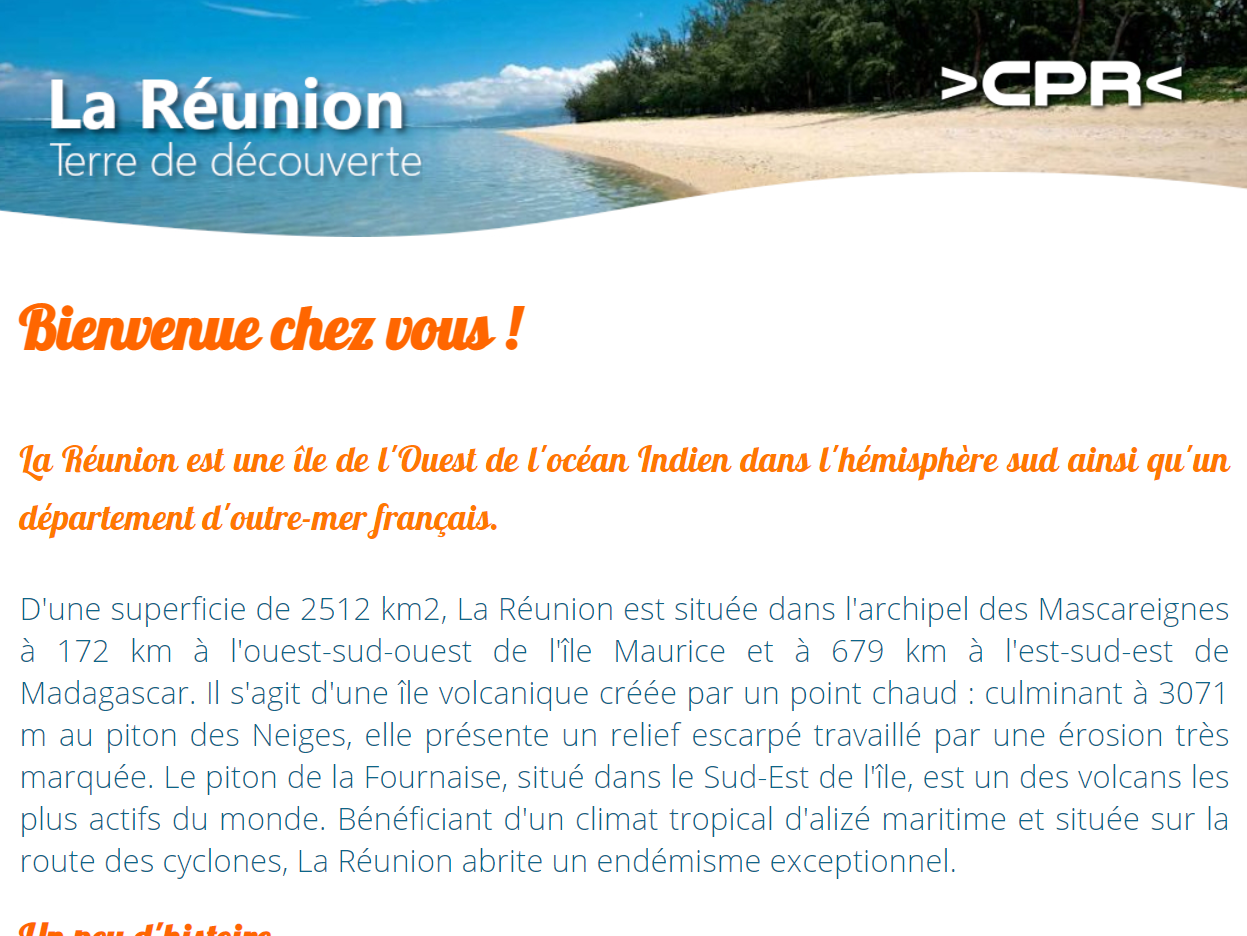 La Réunion
Terre de découverte
>CPR<
Bienvenue chez vous !
La Réunion est une île de l'Ouest de l'océan Indien dans l'hémisphère sud ainsi qu'un
département d'outre-mer français.
D'une superficie de 2512 km2, La Réunion est située dans l'archipel des Mascareignes
à 172 km à l'ouest-sud-ouest de l'île Maurice et à 679 km à l'est-sud-est de
Madagascar. Il s'agit d'une île volcanique créée par un point chaud : culminant à 3071
m au piton des Neiges, elle présente un relief escarpé travaillé par une érosion très
marquée. Le piton de la Fournaise, situé dans le Sud-Est de l'île, est un des volcans les
plus actifs du monde. Bénéficiant d'un climat tropical d'alizé maritime et située sur la
route des cyclones, La Réunion abrite un endémisme exceptionnel.
Un peu d'histoire